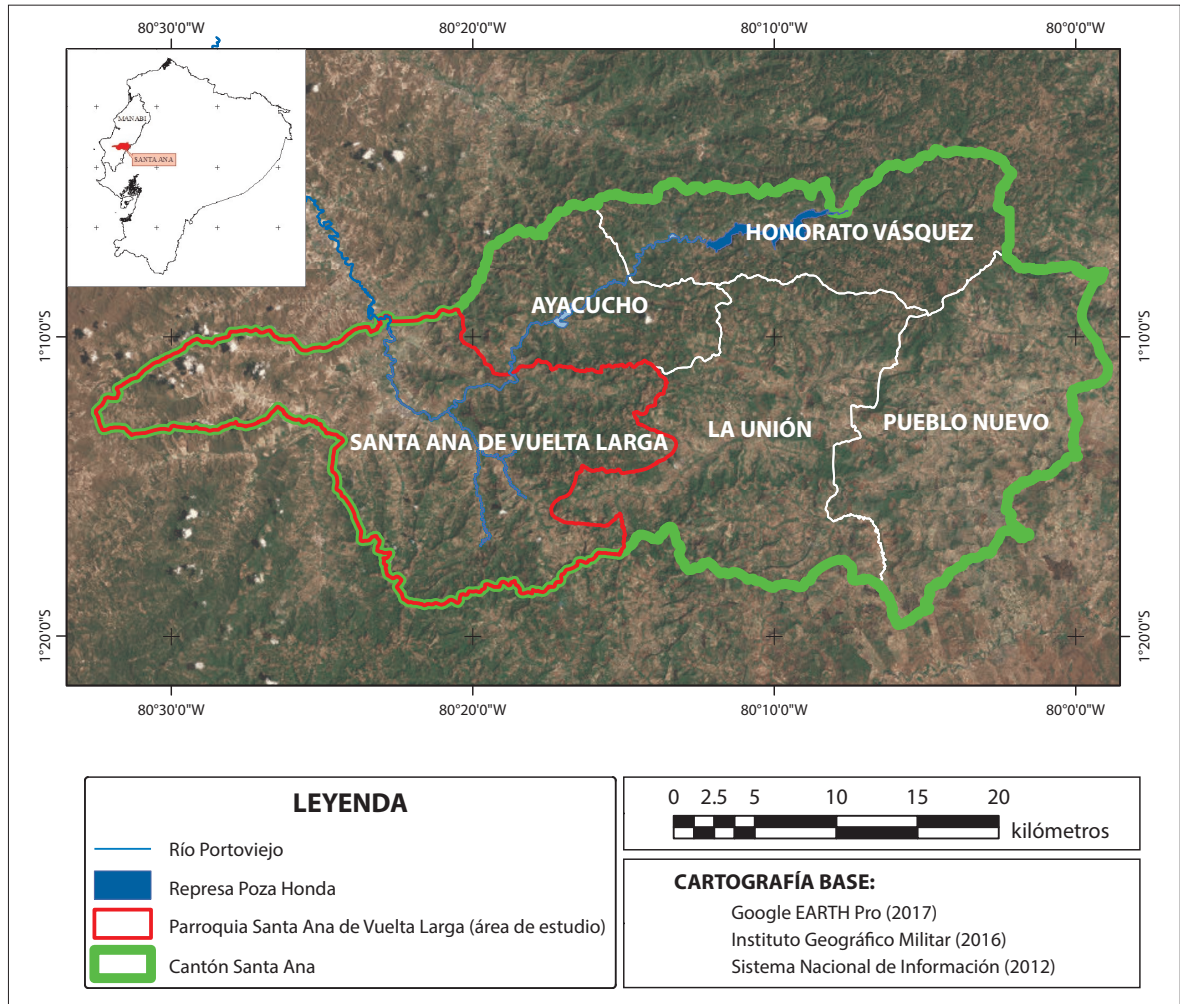 80°30'0"W
80°20'0"W
80°10'0"W
80°0'0"W
MANABI
SANTA ANA
HONORATO VÁSQUEZ
AYACUCHO
1°10'0"S
1°10'0"S
SANTA ANA DE VUELTA LARGA
LA UNIÓN
PUEBLO NUEVO
1°20'0"S
1°20'0"S
80°30'0"W
80°20'0"W
80°10'0"W
80°0'0"W
LEYENDA
Río Portoviejo
Represa Poza Honda
Parroquia Santa Ana de Vuelta Larga (área de estudio)
Cantón Santa Ana
0 2.5 5 10 15 20
kilómetros
CARTOGRAFÍA BASE:
Google EARTH Pro (2017)
Instituto Geográfico Militar (2016)
Sistema Nacional de Información (2012)